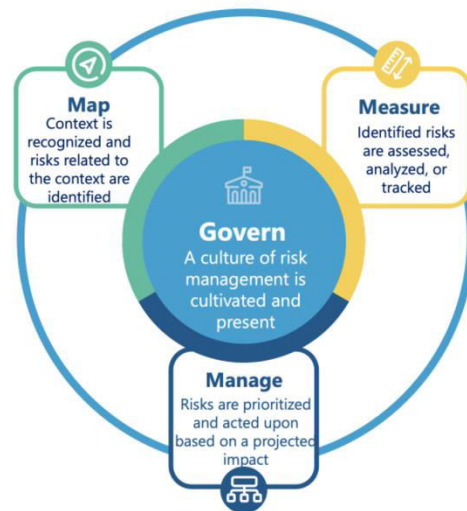 Map
Context is
recognized and
risks related to
the context are
identified
Measure
Identified risks
are assessed,
analyzed, or
tracked
Govern
A culture of risk
management is
cultivated and
present
Manage
Risks are prioritized
and acted upon
based on a projected
impact